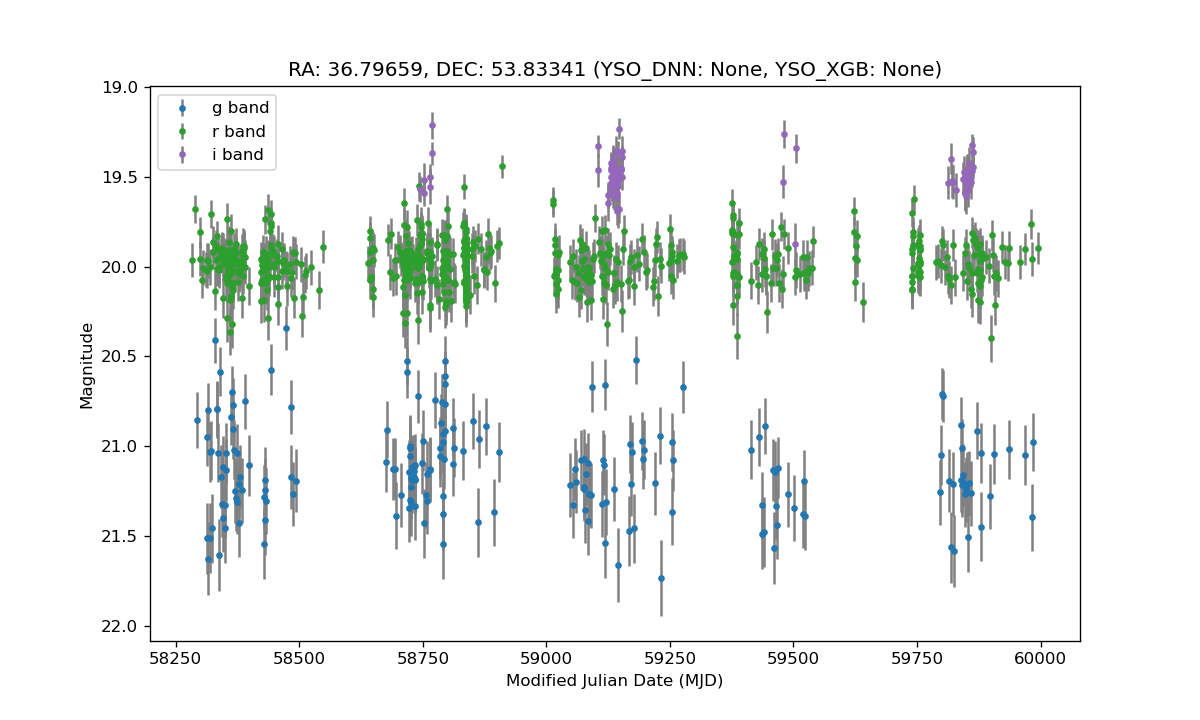 RA: 36.79659, DEC: 53.83341 (YSO_DNN: None, YSO_XGB: None)
g band
r band
i band
Magnitude
19.0
19.5
20.0
20.5
21.0
21.5
22.0
58250 58500 58750 59000 59250 59500 59750 60000
Modified Julian Date (MJD)